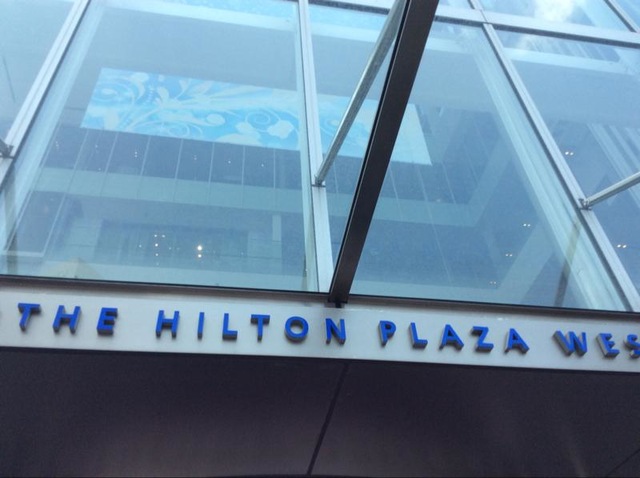 THE HILTON PLAZA WES